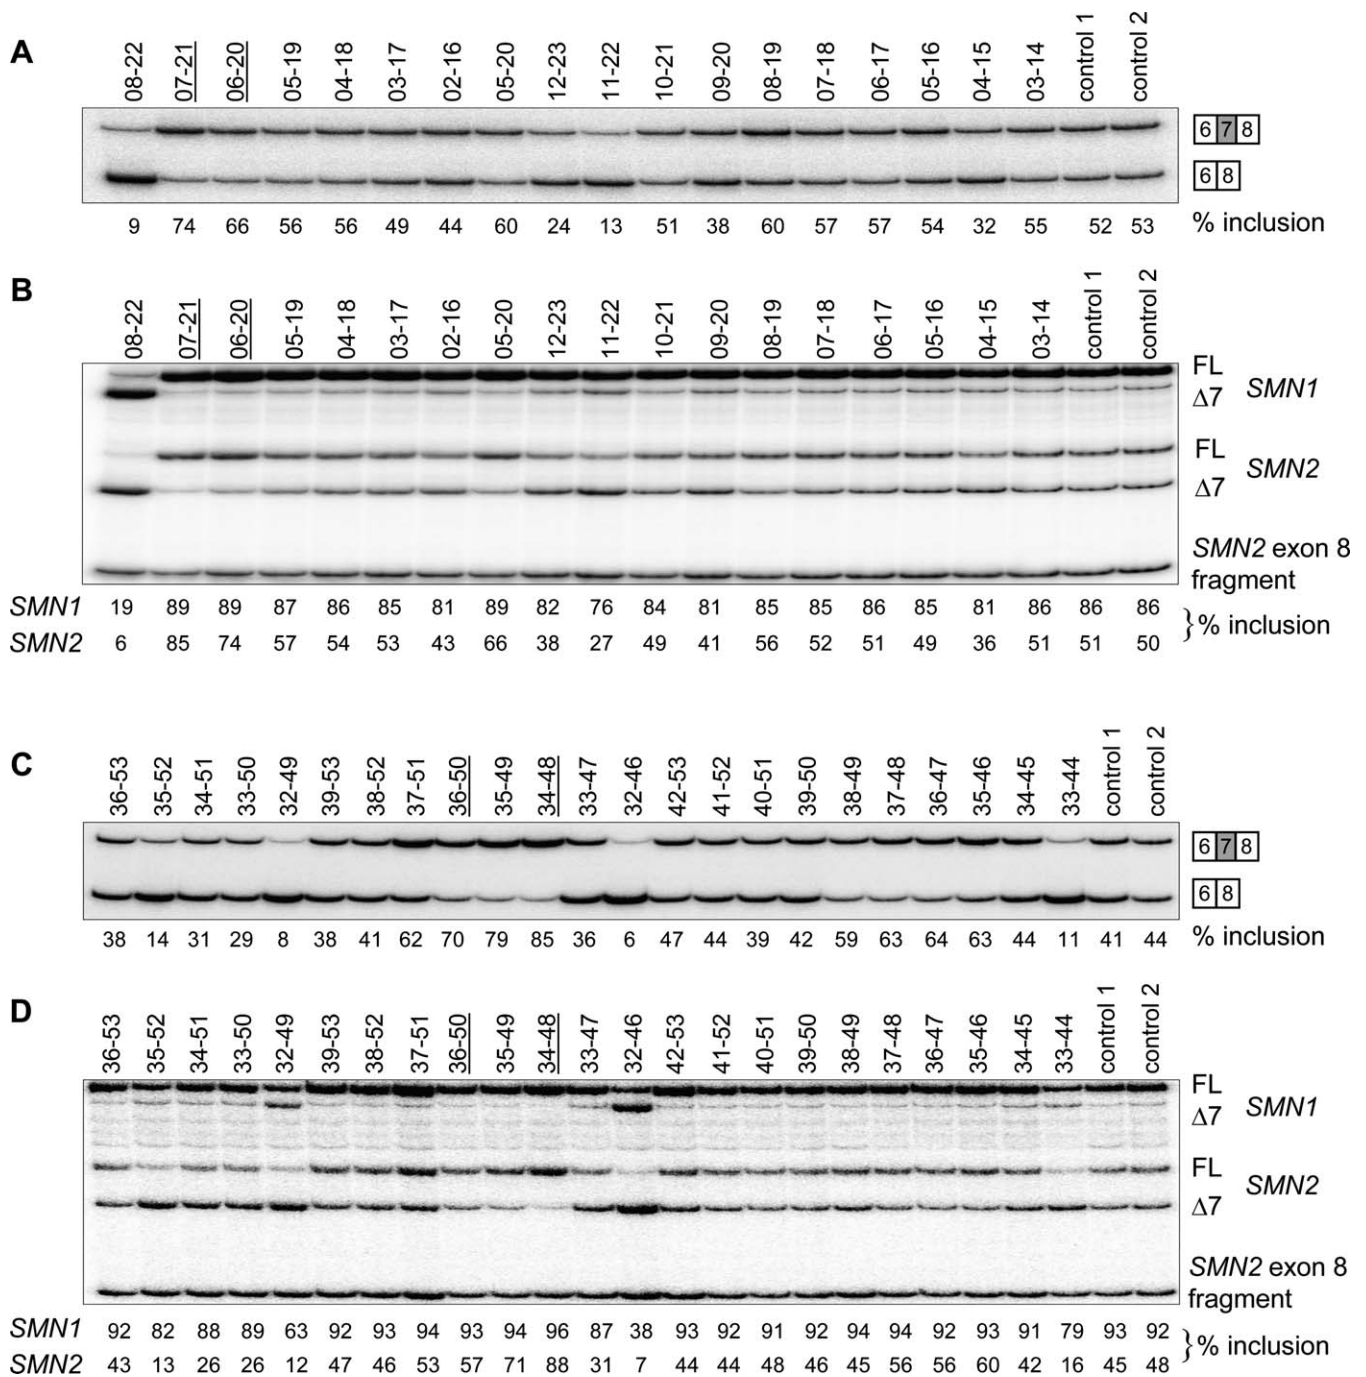 A
08-22 07-21 06-20 05-19 04-18 03-17 02-16 05-20 12-23 11-22 10-21 09-20 08-19 07-18 06-17 05-16 04-15 03-14 control 1 control 2
6 7 8
6 8
9 74 66 56 56 49 44 60 24 13 51 38 60 57 57 54 32 55 52 53 % inclusion
B
08-22 07-21 06-20 05-19 04-18 03-17 02-16 05-20 12-23 11-22 10-21 09-20 08-19 07-18 06-17 05-16 04-15 03-14 control 1 control 2
FL
Δ7 SMN1
FL
Δ7 SMN2
SMN2 exon 8
fragment
SMN1 19 89 89 87 86 85 81 89 82 76 84 81 85 85 86 85 81 86 86 86
SMN2 6 85 74 57 54 53 43 66 38 27 49 41 56 52 51 49 36 51 51 50
}% inclusion
C
36-53 35-52 34-51 33-50 32-49 39-53 38-52 37-51 36-50 35-49 34-48 33-47 32-46 42-53 41-52 40-51 39-50 38-49 37-48 36-47 35-46 34-45 33-44 control 1 control 2
6 7 8
6 8
38 14 31 29 8 38 41 62 70 79 85 36 6 47 44 39 42 59 63 64 63 44 11 41 44 % inclusion
D
36-53 35-52 34-51 33-50 32-49 39-53 38-52 37-51 36-50 35-49 34-48 33-47 32-46 42-53 41-52 40-51 39-50 38-49 37-48 36-47 35-46 34-45 33-44 control 1 control 2
FL
Δ7 SMN1
FL
Δ7 SMN2
SMN2 exon 8
fragment
SMN1 92 82 88 89 63 92 93 94 93 94 96 87 38 93 92 91 92 94 94 92 93 91 79 93 92
SMN2 43 13 26 26 12 47 46 53 57 71 88 31 7 44 44 48 46 45 56 56 60 42 16 45 48
}% inclusion